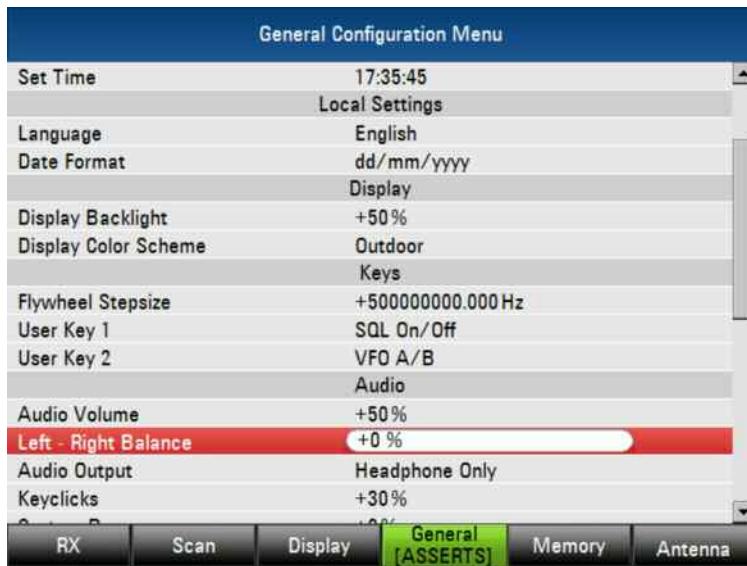 General Configuration Menu
Set Time 17:35:45
Local Settings
Language English
Date Format dd/mm/yyyy
Display
Display Backlight +50%
Display Color Scheme Outdoor
Keys
Flywheel Stepsize +500000000.000 Hz
User Key 1 SQL On/Off
User Key 2 VFO A/B
Audio
Audio Volume +50%
Left - Right Balance +0 %
Audio Output Headphone Only
Keyclicks +30%
RX Scan Display General [ASSERTS] Memory Antenna